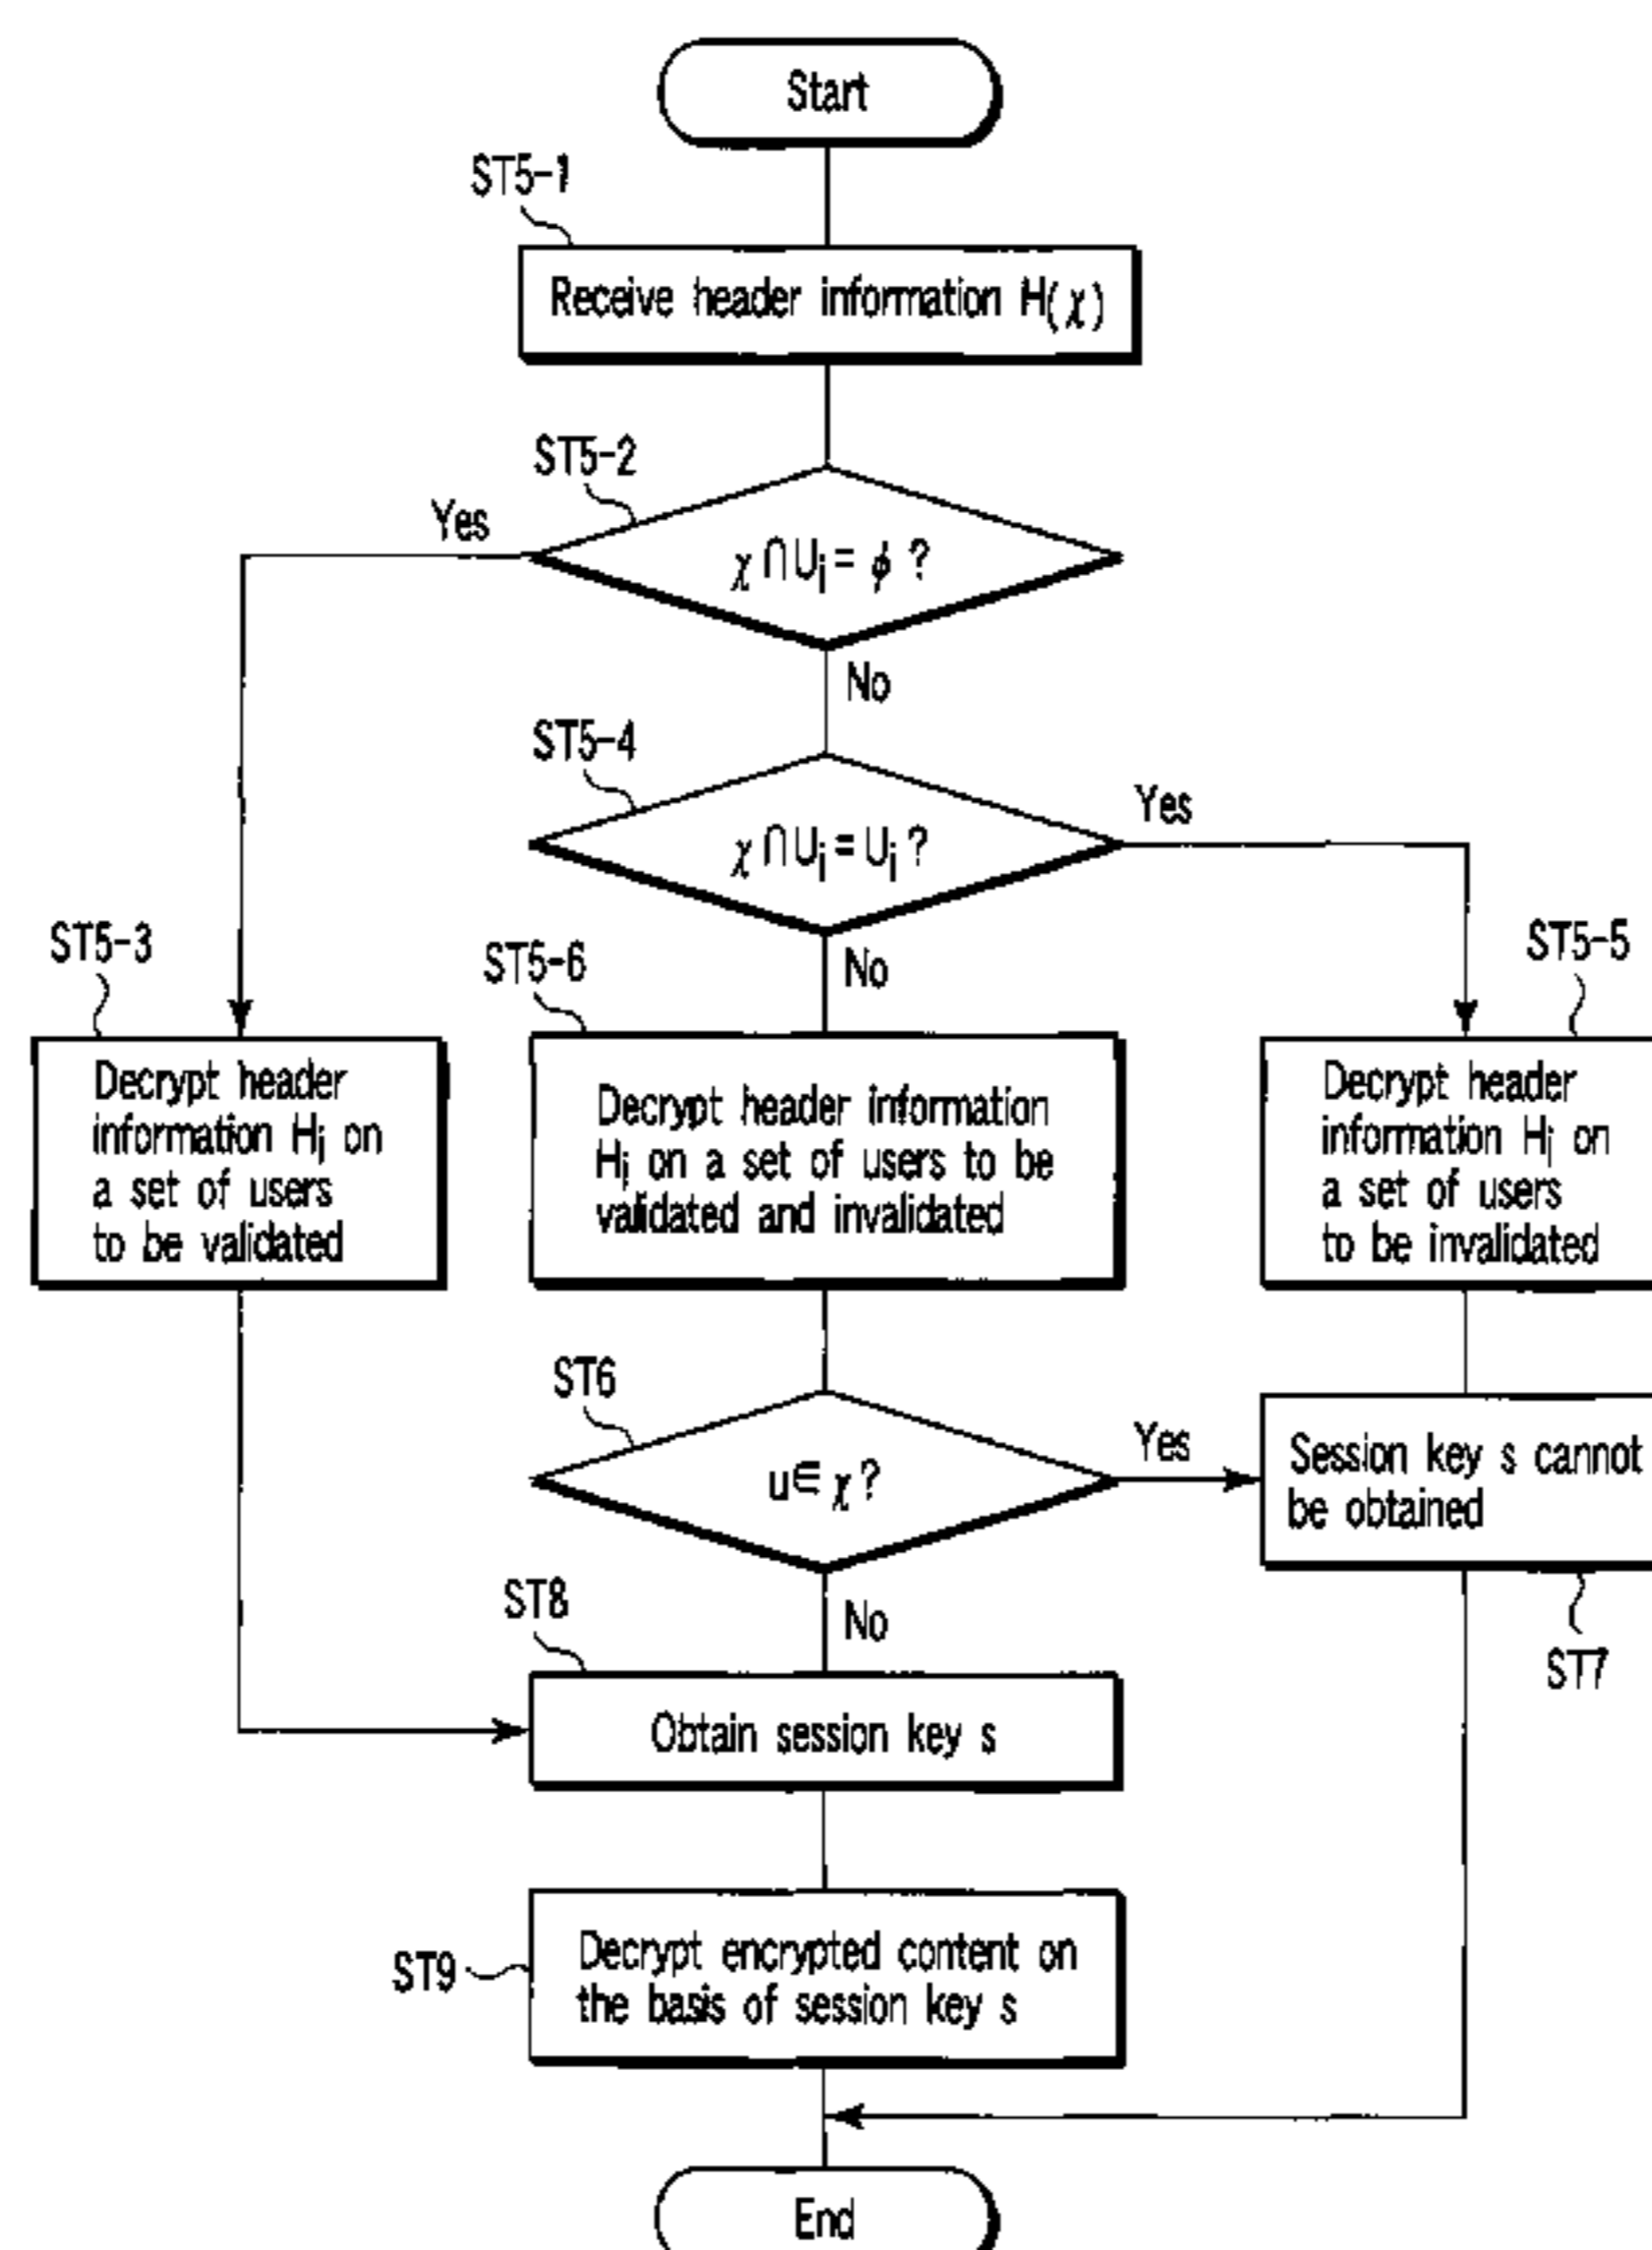 Start
ST5-1
Receive header information H(χ)
ST5-2
Yes
χ∩Ui = ϕ ?
No
ST5-4
Yes
χ∩Ui = Ui ?
No
ST5-3
Decrypt header
information Hi on
a set of users
to be validated
ST5-6
Decrypt header information
Hi on a set of users to be
validated and invalidated
ST5-5
Decrypt header
information Hi on
a set of users
to be invalidated
ST6
Yes
u∈χ?
No
Session key s cannot
be obtained
ST7
ST8
Obtain session key s
ST9
Decrypt encrypted content on
the basis of session key s
End